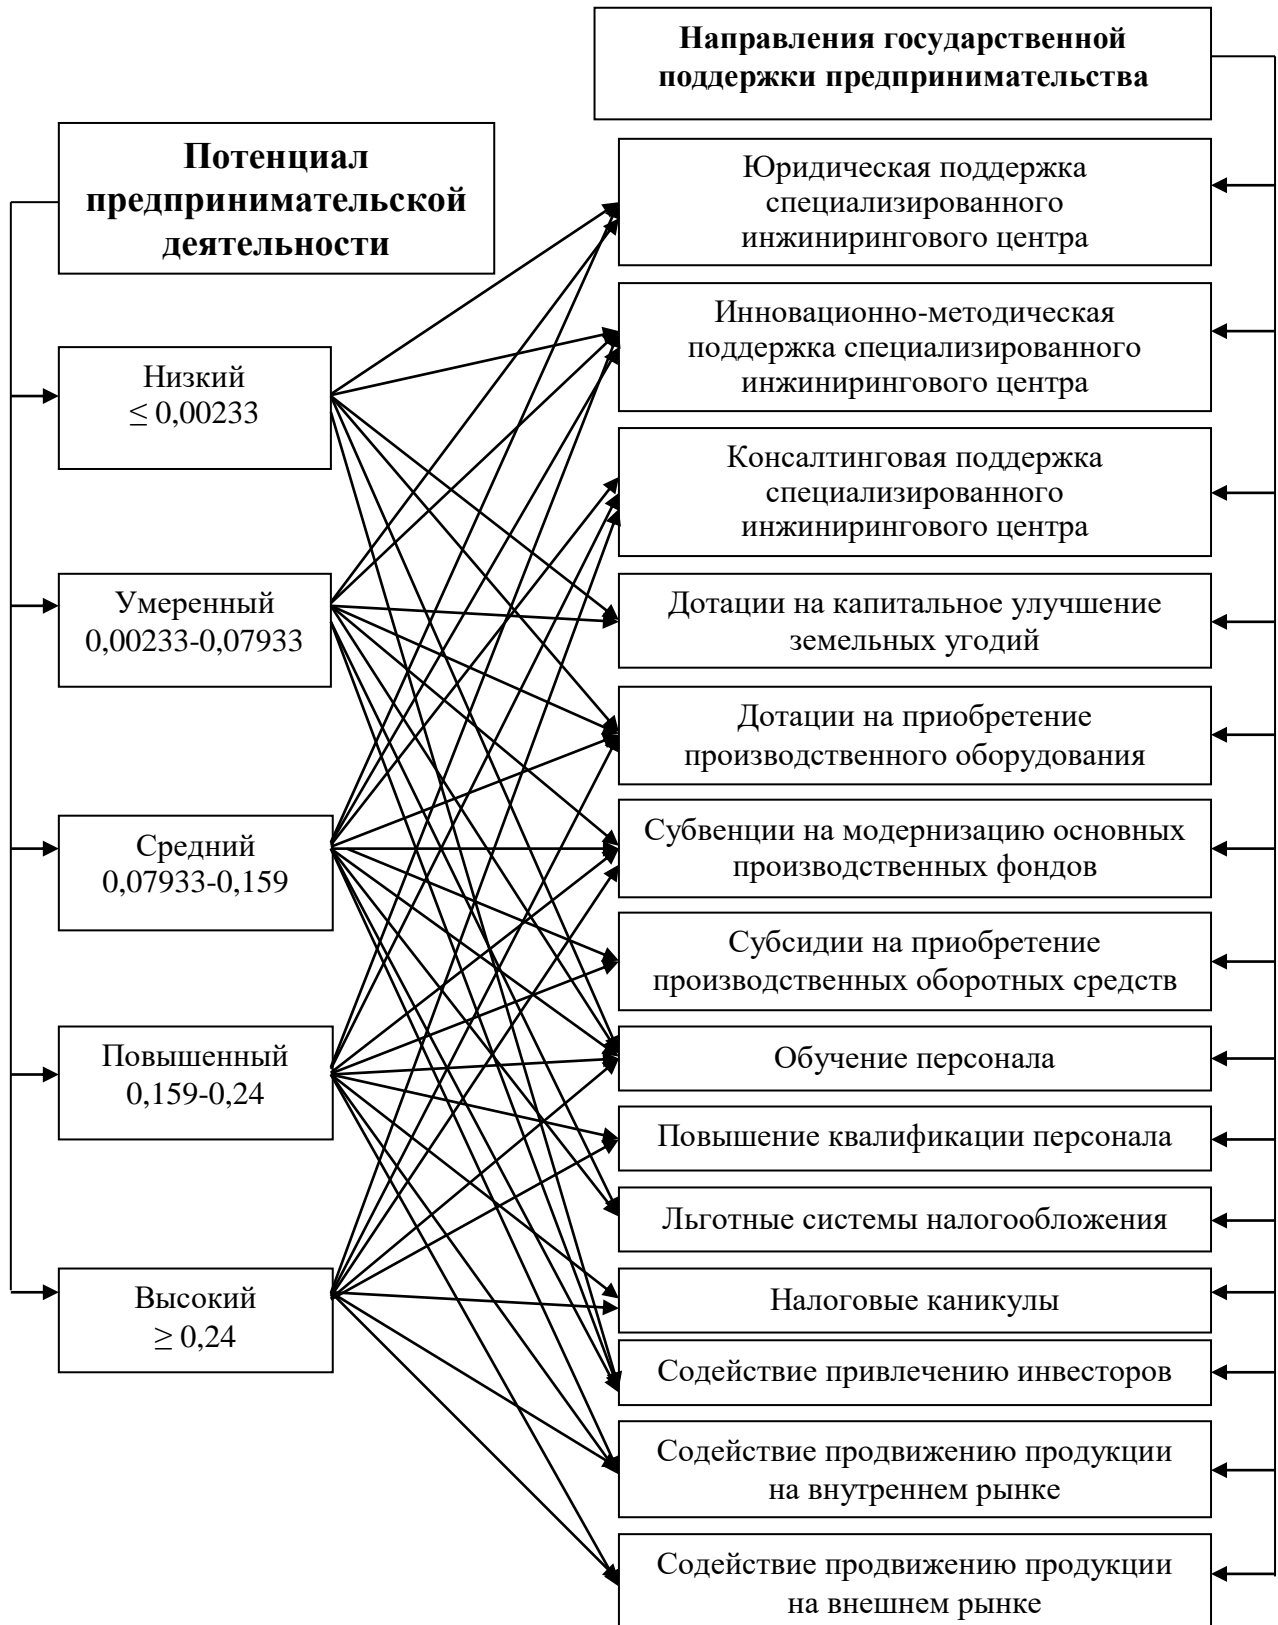 Направления государственной
поддержки предпринимательства
Потенциал
предпринимательской
деятельности
Низкий
≤ 0,00233
Умеренный
0,00233-0,07933
Средний
0,07933-0,159
Повышенный
0,159-0,24
Высокий
≥ 0,24
Юридическая поддержка
специализированного
инжинирингового центра
Инновационно-методическая
поддержка специализированного
инжинирингового центра
Консалтинговая поддержка
специализированного
инжинирингового центра
Дотации на капитальное улучшение
земельных угодий
Дотации на приобретение
производственного оборудования
Субвенции на модернизацию основных
производственных фондов
Субсидии на приобретение
производственных оборотных средств
Обучение персонала
Повышение квалификации персонала
Льготные системы налогообложения
Налоговые каникулы
Содействие привлечению инвесторов
Содействие продвижению продукции
на внутреннем рынке
Содействие продвижению продукции
на внешнем рынке